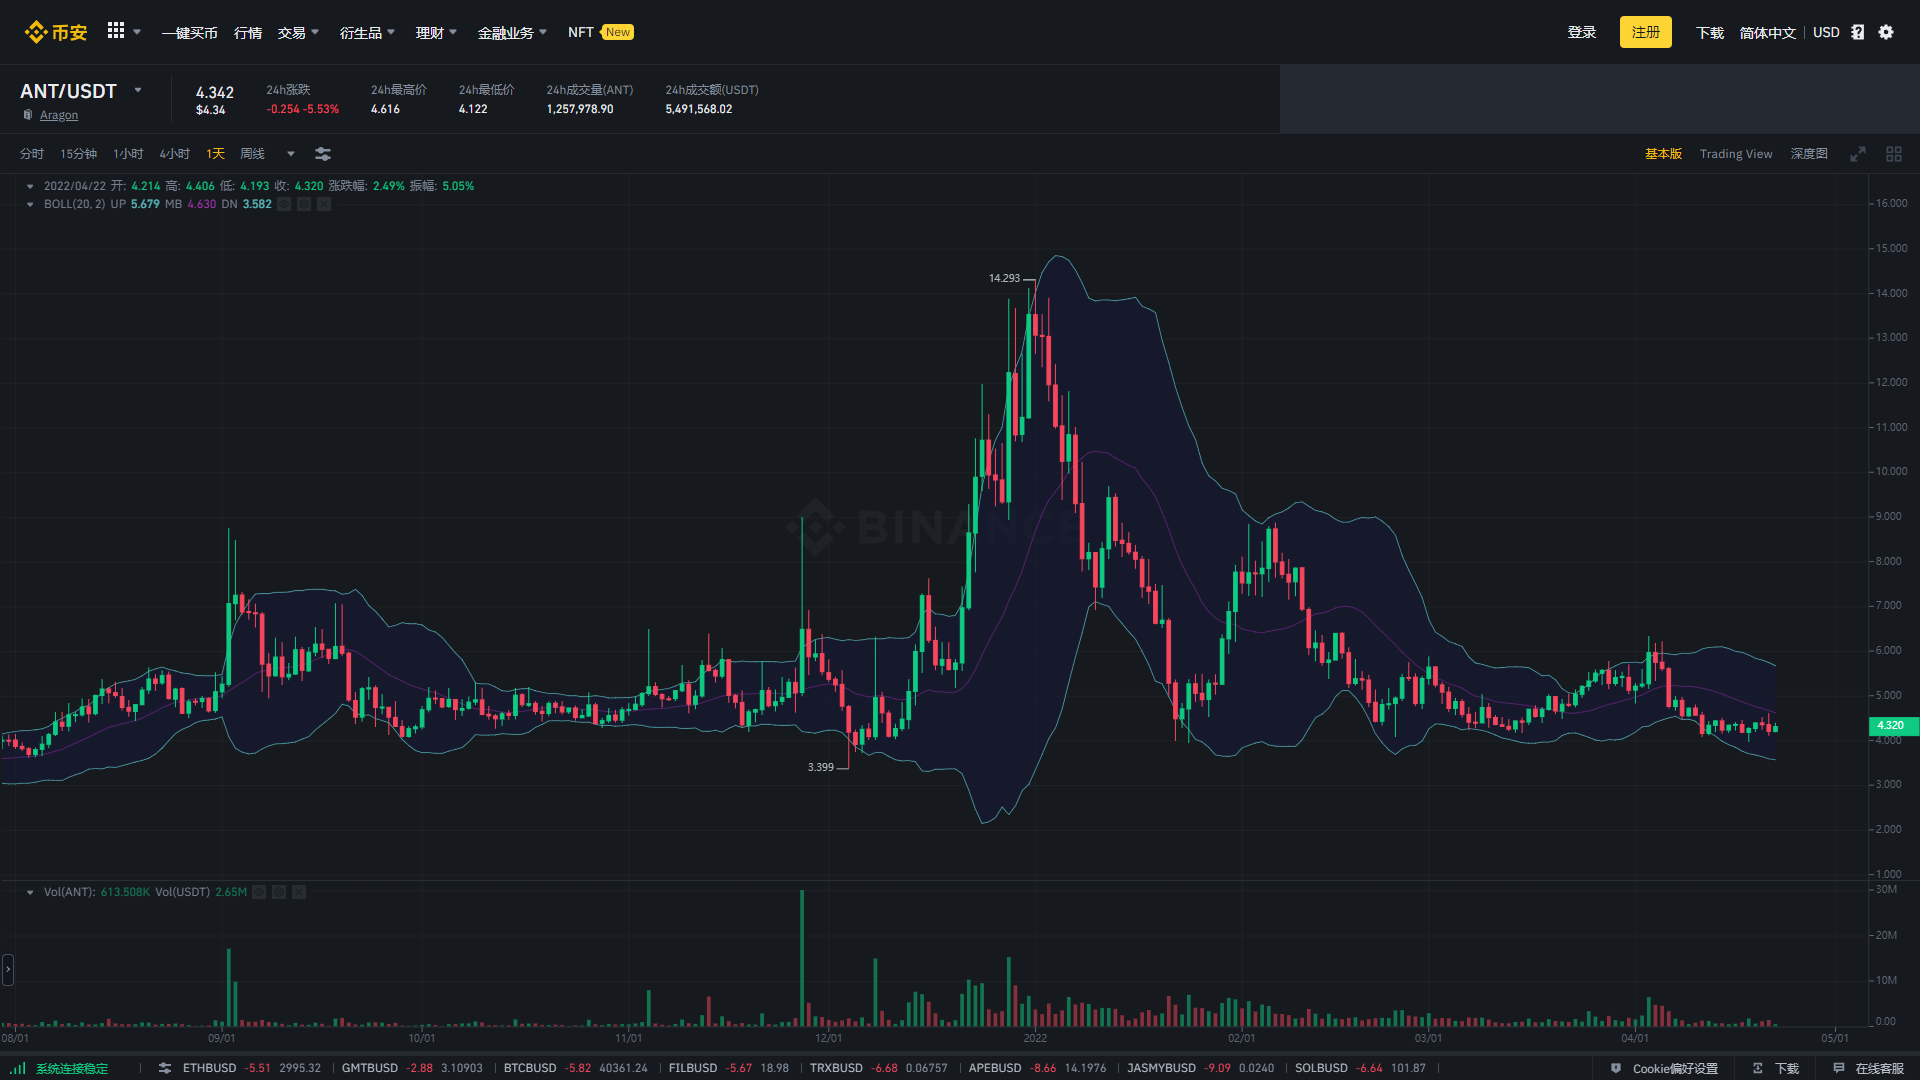 币安 一键买币 行情 交易 衍生品 理财 金融业务 NFT New 登录 注册 下载 简体中文 USD
ANT/USDT
Aragon
4.342
$4.34
24h涨跌
-0.254 -5.53%
24h最高价
4.616
24h最低价
4.122
24h成交量(ANT)
1,257,978.90
24h成交额(USDT)
5,491,568.02
分时 15分钟 1小时 4小时 1天 周线 基本版 Trading View 深度图
2022/04/22 开: 4.214 高: 4.406 低: 4.193 收: 4.320 涨跌幅: 2.49% 振幅: 5.05%
BOLL(20, 2) UP 5.679 MB 4.630 DN 3.582
16.000
15.000
14.293
14.000
13.000
12.000
11.000
10.000
9.000
BINANCE
8.000
7.000
6.000
5.000
4.320
4.000
3.399
3.000
2.000
1.000
Vol(ANT): 613.508K Vol(USDT) 2.65M
30M
20M
10M
0.00
08/01 09/01 10/01 11/01 12/01 2022 02/01 03/01 04/01 05/01
系统连接稳定 ETHBUSD -5.51 2995.32 GMTBUSD -2.88 3.10903 BTCBUSD -5.82 40361.24 FILBUSD -5.67 18.98 TRXBUSD -6.68 0.06757 APEBUSD -8.66 14.1976 JASMYBUSD -9.09 0.0240 SOLBUSD -6.64 101.87 Cookie偏好设置 下载 在线客服